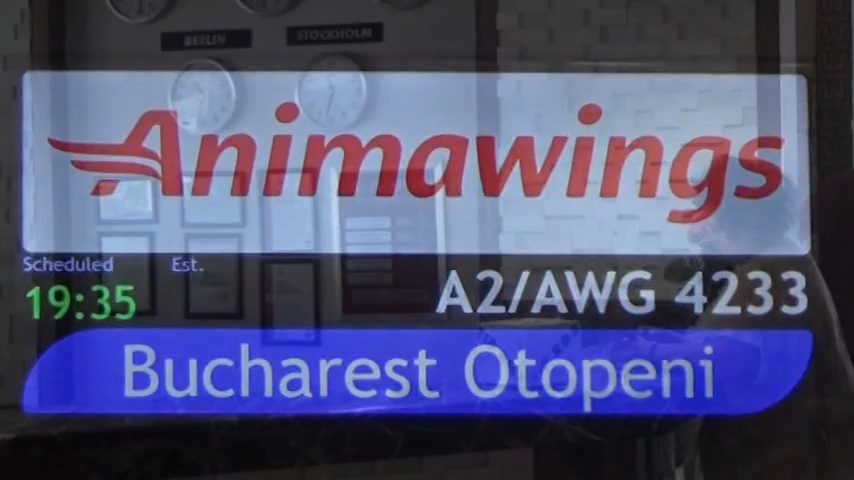 BERLIN STOCKHOLM
Animawings
Scheduled Est.
19:35 A2/AWG 4233
Bucharest Otopeni